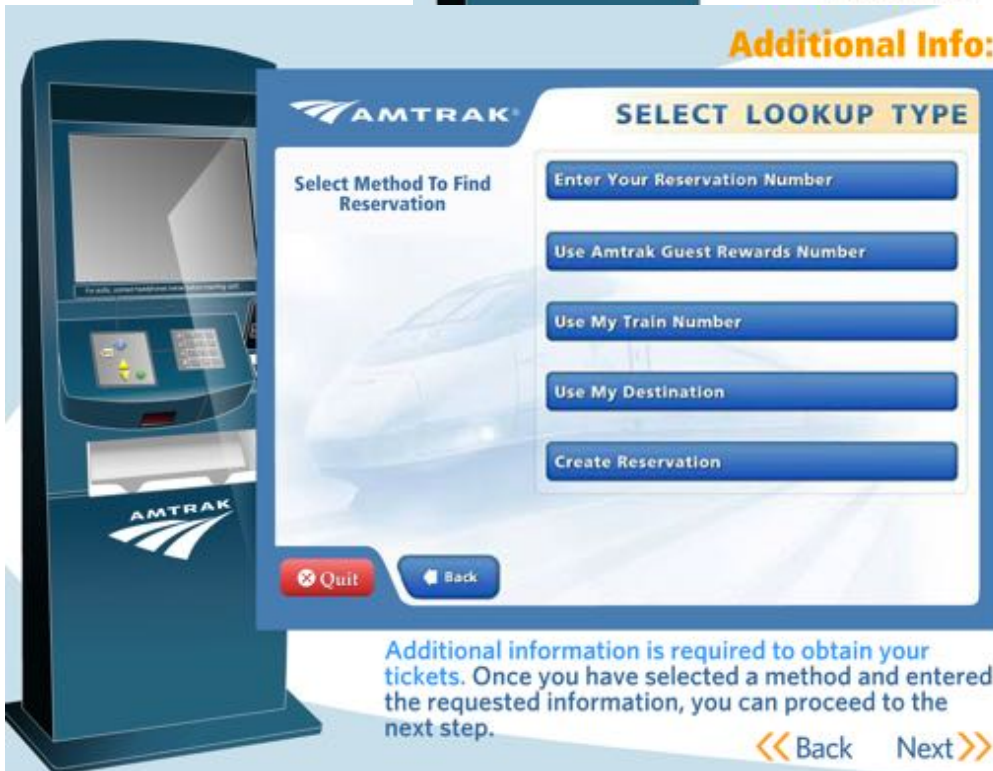 Additional Info:
AMTRAK®
SELECT LOOKUP TYPE
Select Method To Find
Reservation
Enter Your Reservation Number
Use Amtrak Guest Rewards Number
Use My Train Number
Use My Destination
Create Reservation
Quit
Back
AMTRAK
Additional information is required to obtain your
tickets. Once you have selected a method and entered
the requested information, you can proceed to the
next step.
Back
Next